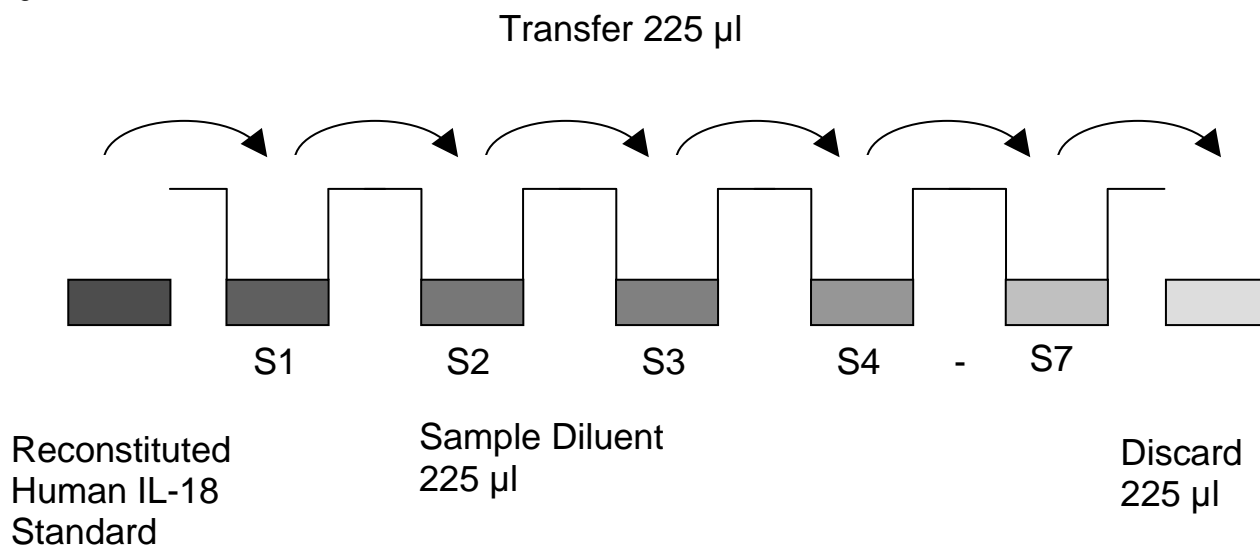 Transfer 225 µl
S1 S2 S3 S4 - S7
Reconstituted
Human IL-18
Standard
Sample Diluent
225 µl
Discard
225 µl